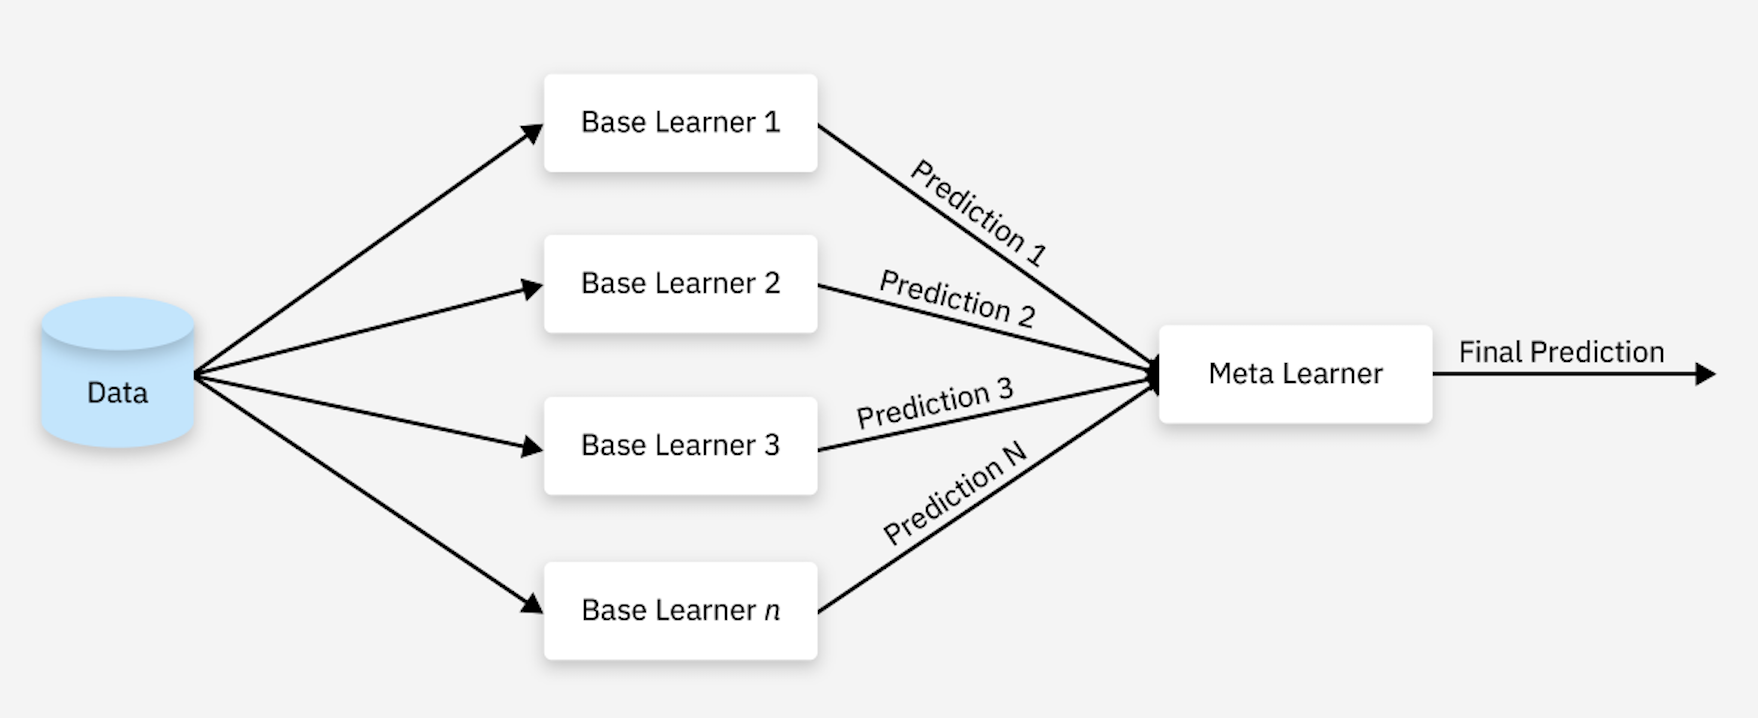 Base Learner 1
Prediction 1
Base Learner 2
Prediction 2
Data
Meta Learner
Final Prediction
Prediction 3
Base Learner 3
Prediction N
Base Learner n